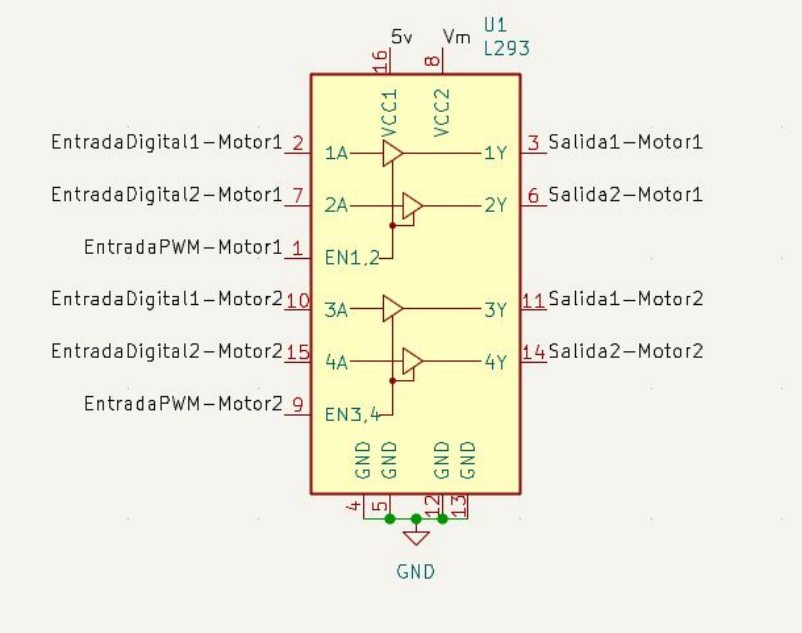 U1
L293
5v
Vm
16
8
VCC1
VCC2
EntradaDigital1-Motor1 2 1A 1Y 3 Salida1-Motor1
EntradaDigital2-Motor1 7 2A 2Y 6 Salida2-Motor1
EntradaPWM-Motor1 1 EN1,2
EntradaDigital1-Motor2 10 3A 3Y 11 Salida1-Motor2
EntradaDigital2-Motor2 15 4A 4Y 14 Salida2-Motor2
EntradaPWM-Motor2 9 EN3,4
GND GND GND GND
4 5 12 13
GND